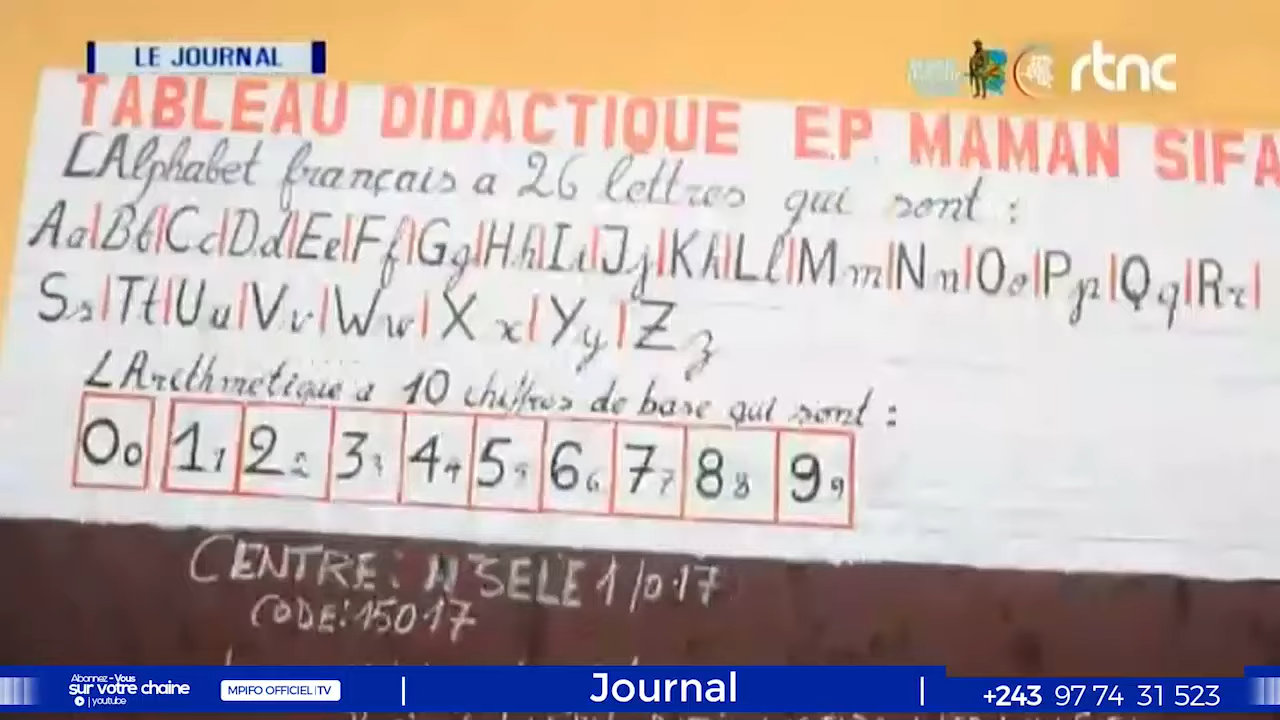 LE JOURNAL
rtnc
TABLEAU DIDACTIQUE EP MAMAN SIFA
L'Alphabet français a 26 lettres qui sont :
Aa|Bb|Cc|Dd|Ee|Ff|Gg|Hh|Ii|Jj|Kk|Ll|Mm|Nn|Oo|Pp|Qq|Rr|
Ss|Tt|Uu|Vv|Ww|Xx|Yy|Zz
L'Arithmetique a 10 chiffres de base qui sont :
0 0 1 1 2 2 3 3 4 4 5 5 6 6 7 7 8 8 9 9
CENTRE: N'SELE 1/017
CODE:15017
Abonnez-Vous
sur votre chaine
youtube
MPIFO OFFICIEL|TV
Journal
+243 97 74 31 523